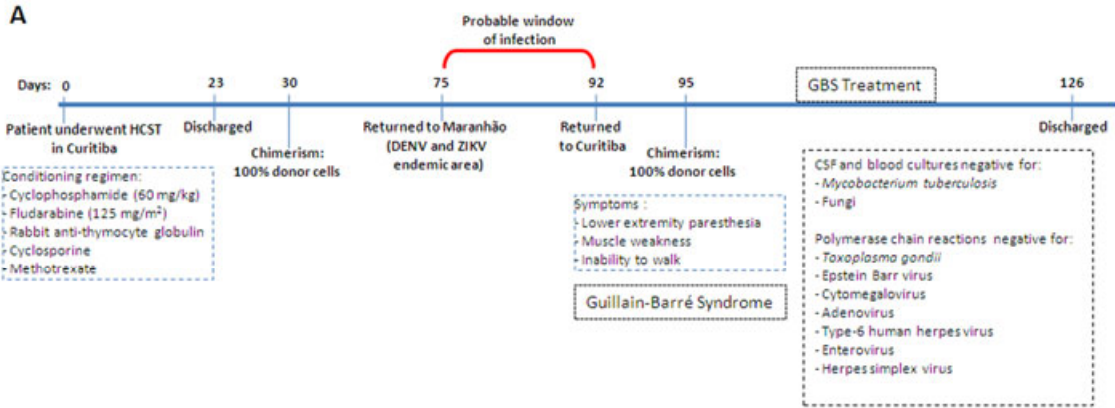 A
Probable window
of infection
Days: 0 23 30 75 92 95 GBS Treatment 126
Patient underwent HCST
in Curitiba
Discharged
Chimerism:
100% donor cells
Returned to Maranhão
(DENV and ZIKV
endemic area)
Returned
to Curitiba
Chimerism:
100% donor cells
Discharged
Conditioning regimen:
- Cyclophosphamide (60 mg/kg)
- Fludarabine (125 mg/m²)
- Rabbit anti-thymocyte globulin
- Cyclosporine
- Methotrexate
Symptoms :
- Lower extremity paresthesia
- Muscle weakness
- Inability to walk
Guillain-Barré Syndrome
CSF and blood cultures negative for:
- Mycobacterium tuberculosis
- Fungi
Polymerase chain reactions negative for:
- Toxoplasma gondii
- Epstein Barr virus
- Cytomegalovirus
- Adenovirus
- Type-6 human herpes virus
- Enterovirus
- Herpes simplex virus